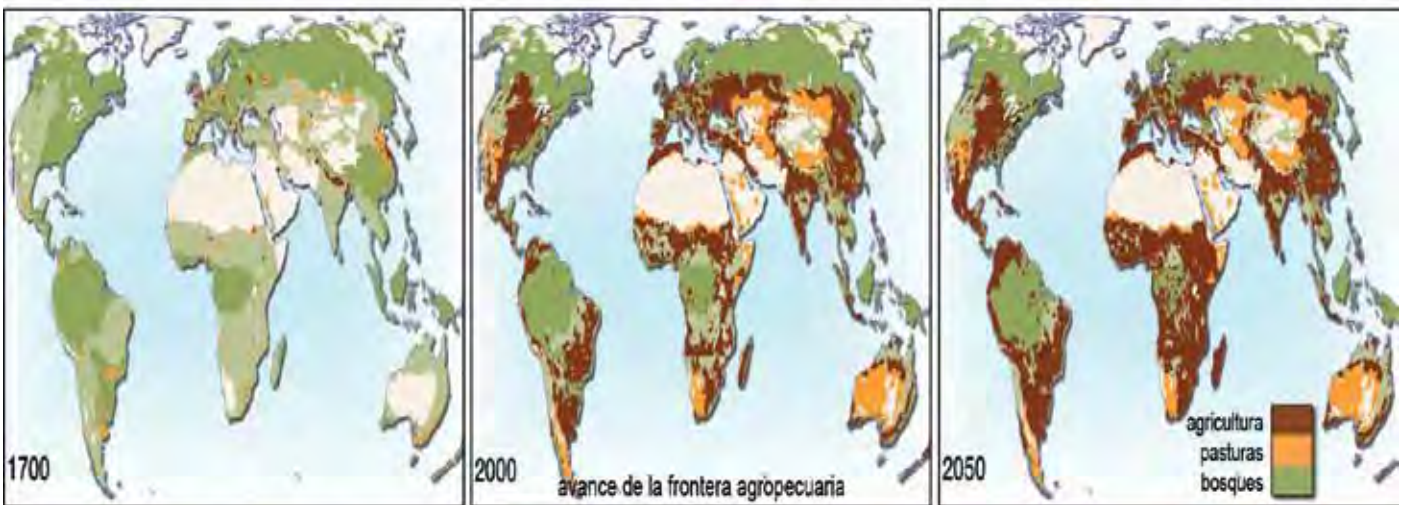 1700
2000
avance de la frontera agropecuaria
2050
agricultura
pasturas
bosques